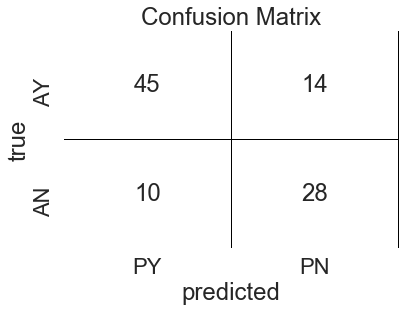 Confusion Matrix
true
AY
45 14
AN
10 28
PY PN
predicted